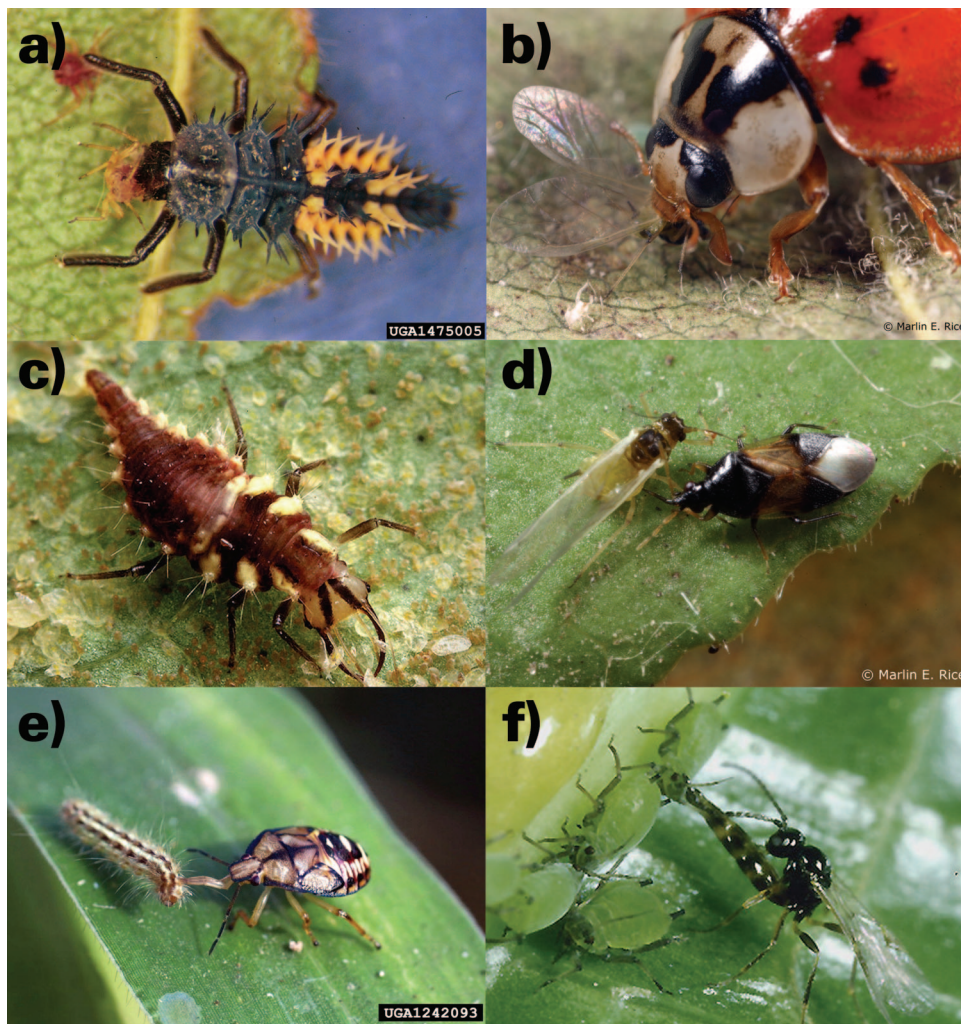 a)
b)
UGA1475005
© Marlin E. Rice
c)
d)
© Marlin E. Rice
e)
f)
UGA1242093